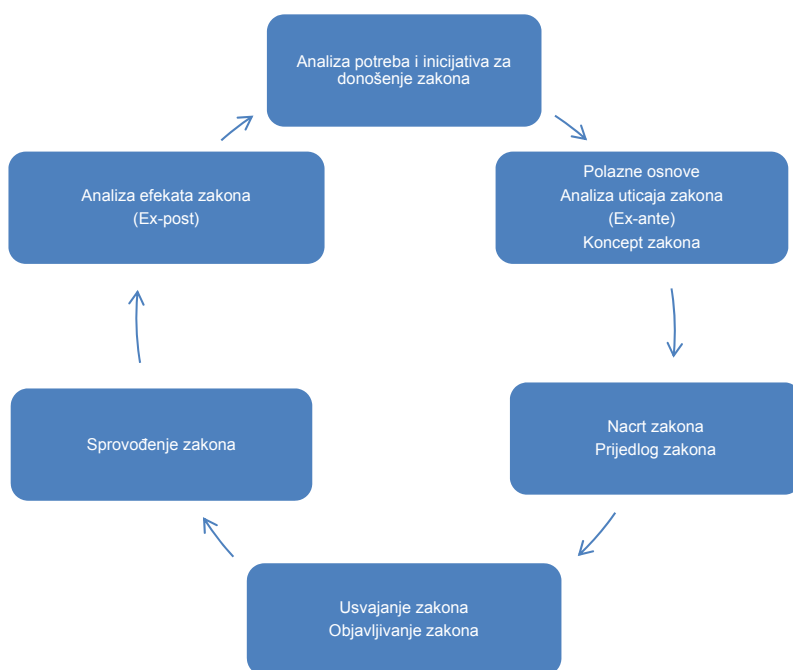 Analiza potreba i inicijativa za
donošenje zakona
Polazne osnove
Analiza uticaja zakona
(Ex-ante)
Koncept zakona
Nacrt zakona
Prijedlog zakona
Usvajanje zakona
Objavljivanje zakona
Sprovođenje zakona
Analiza efekata zakona
(Ex-post)